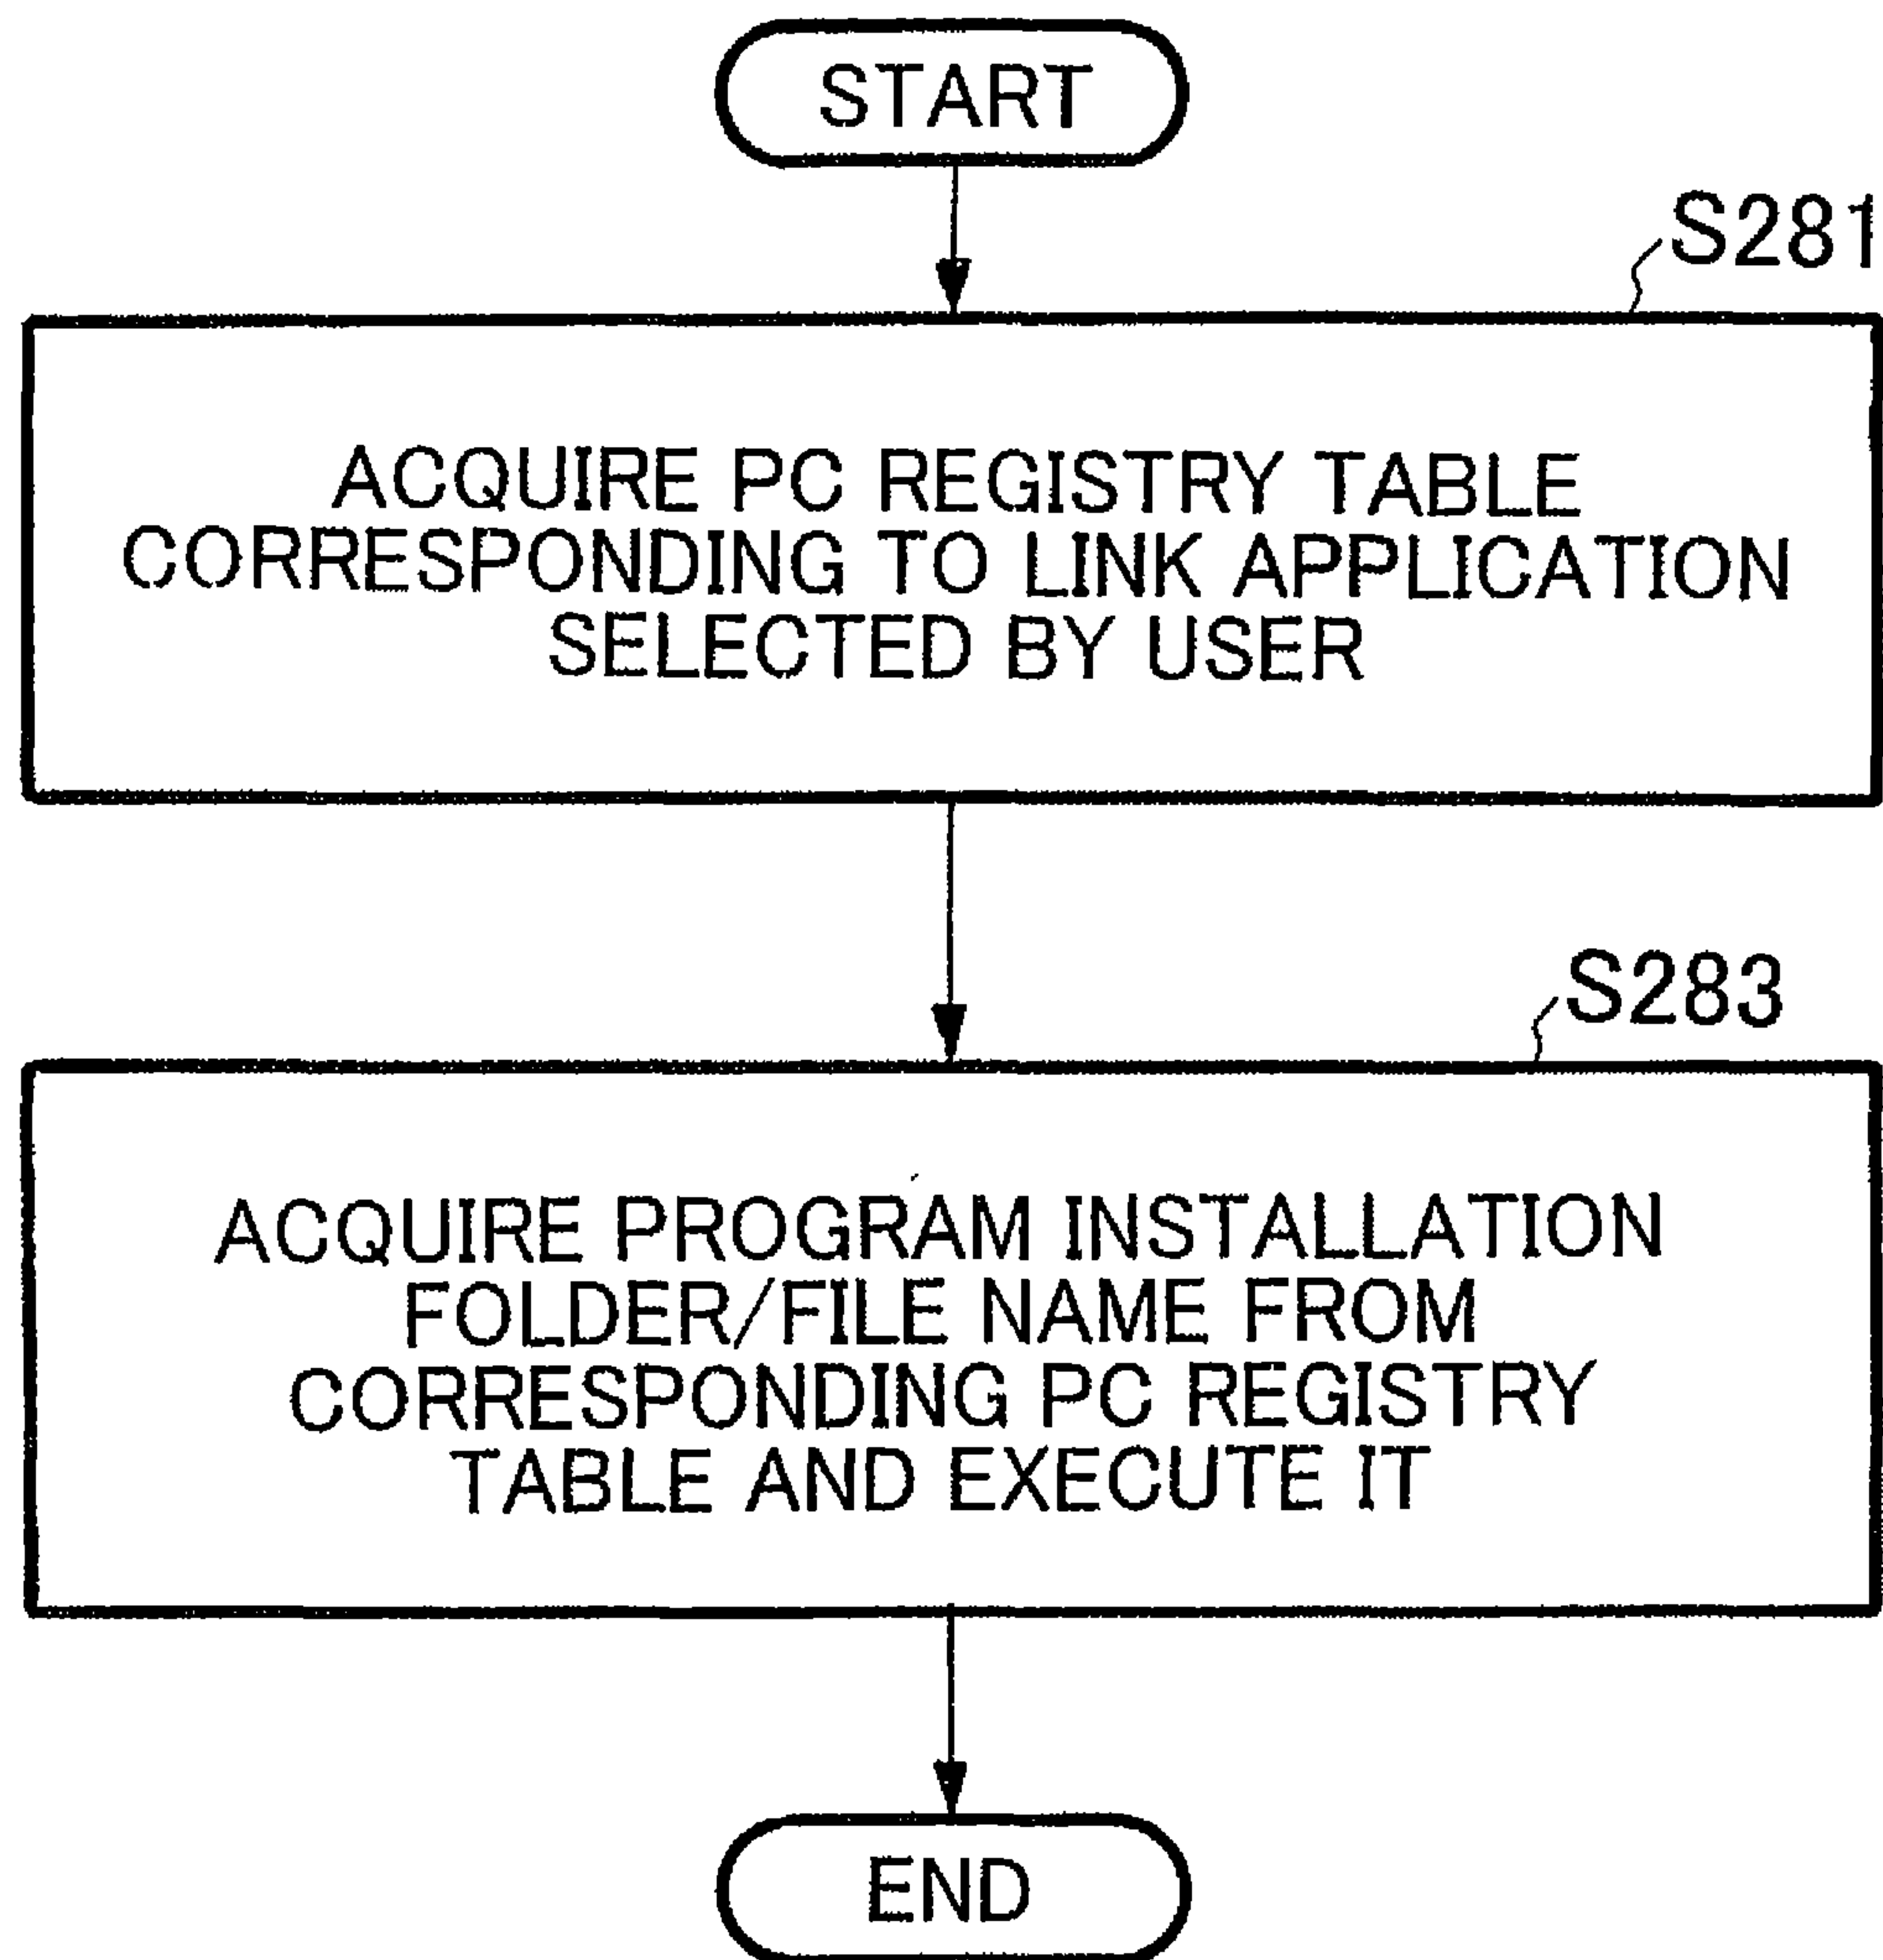 START
S281
ACQUIRE PC REGISTRY TABLE
CORRESPONDING TO LINK APPLICATION
SELECTED BY USER
S283
ACQUIRE PROGRAM INSTALLATION
FOLDER/FILE NAME FROM
CORRESPONDING PC REGISTRY
TABLE AND EXECUTE IT
END